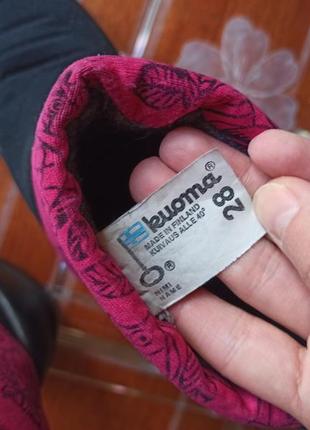 kuoma®
MADE IN FINLAND
KUIVAUS ALLE 40°
28
®
NIMI
NAME